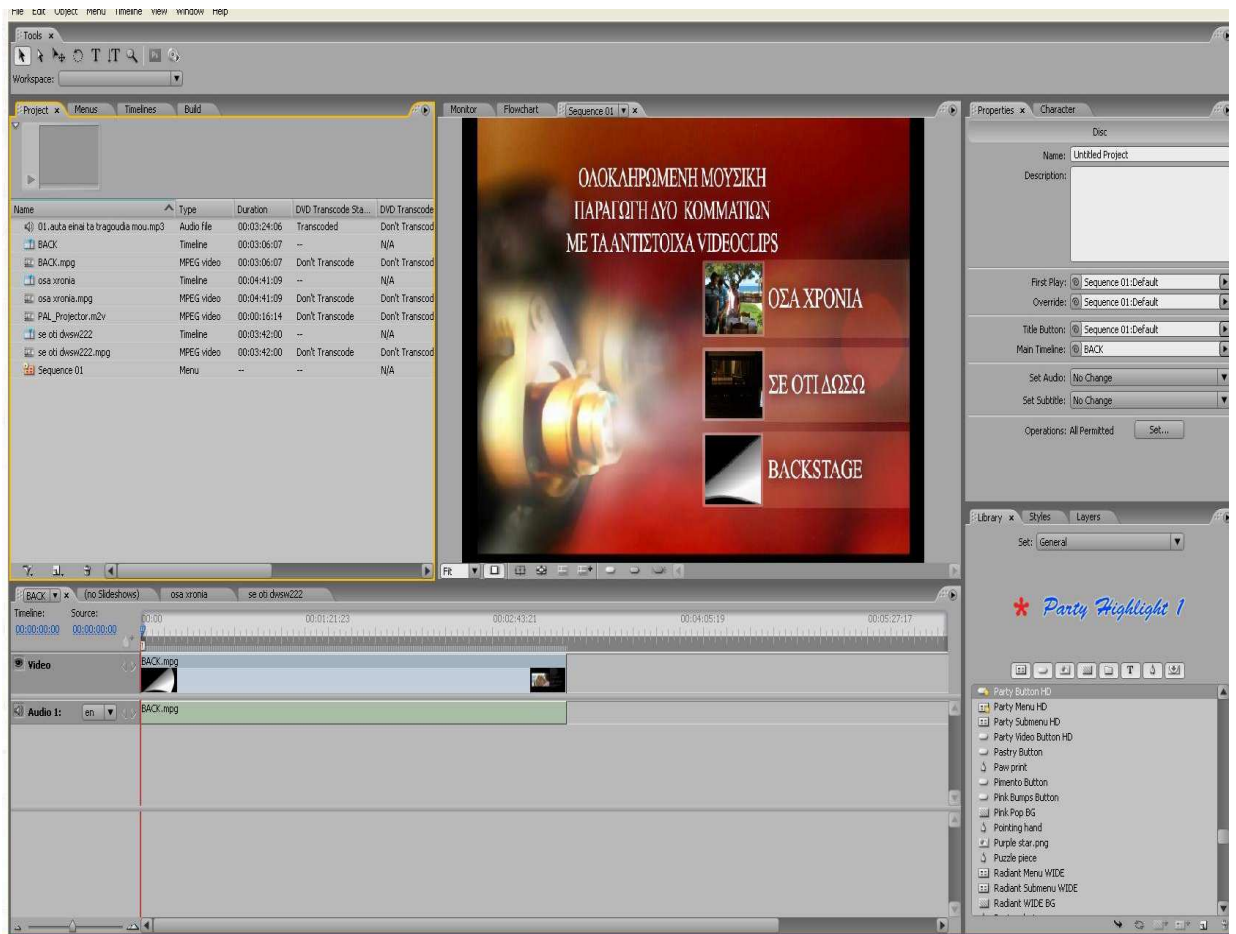 File Edit Object Menu Timeline View Window Help
Tools x
T IT
Workspace:
Project x Menus Timelines Build
Name Type Duration DVD Transcode Sta... DVD Transcode
01.auta einai ta tragoudia mou.mp3 Audio file 00:03:24:06 Transcoded Don't Transcod
BACK Timeline 00:03:06:07 -- N/A
BACK.mpg MPEG video 00:03:06:07 Don't Transcode Don't Transcod
osa xronia Timeline 00:04:41:09 -- N/A
osa xronia.mpg MPEG video 00:04:41:09 Don't Transcode Don't Transcod
PAL_Projector.m2v MPEG video 00:00:16:14 Don't Transcode Don't Transcod
se oti dwsw222 Timeline 00:03:42:00 -- N/A
se oti dwsw222.mpg MPEG video 00:03:42:00 Don't Transcode Don't Transcod
Sequence 01 Menu -- -- N/A
Monitor Flowchart Sequence 01 x
ΟΛΟΚΛΗΡΩΜΕΝΗ ΜΟΥΣΙΚΗ
ΠΑΡΑΓΩΓΗ ΔΥΟ ΚΟΜΜΑΤΙΩΝ
ΜΕ ΤΑ ΑΝΤΙΣΤΟΙΧΑ VIDEOCLIPS
ΟΣΑ ΧΡΟΝΙΑ
ΣΕ ΟΤΙ ΔΩΣΩ
BACKSTAGE
Fit
Properties x Character
Disc
Name: Untitled Project
Description:
First Play: Sequence 01:Default
Override: Sequence 01:Default
Title Button: Sequence 01:Default
Main Timeline: BACK
Set Audio: No Change
Set Subtitle: No Change
Operations: All Permitted Set...
Library x Styles Layers
Set: General
* Party Highlight 1
T
Party Button HD
Party Menu HD
Party Submenu HD
Party Video Button HD
Pastry Button
Paw print
Pimento Button
Pink Bumps Button
Pink Pop BG
Pointing hand
Purple star.png
Puzzle piece
Radiant Menu WIDE
Radiant Submenu WIDE
Radiant WIDE BG
BACK x (no Slideshows) osa xronia se oti dwsw222
Timeline: Source:
00:00:00:00 00:00:00:00
00:00 00:01:21:23 00:02:43:21 00:04:05:19 00:05:27:17
Video BACK.mpg
Audio 1: en BACK.mpg